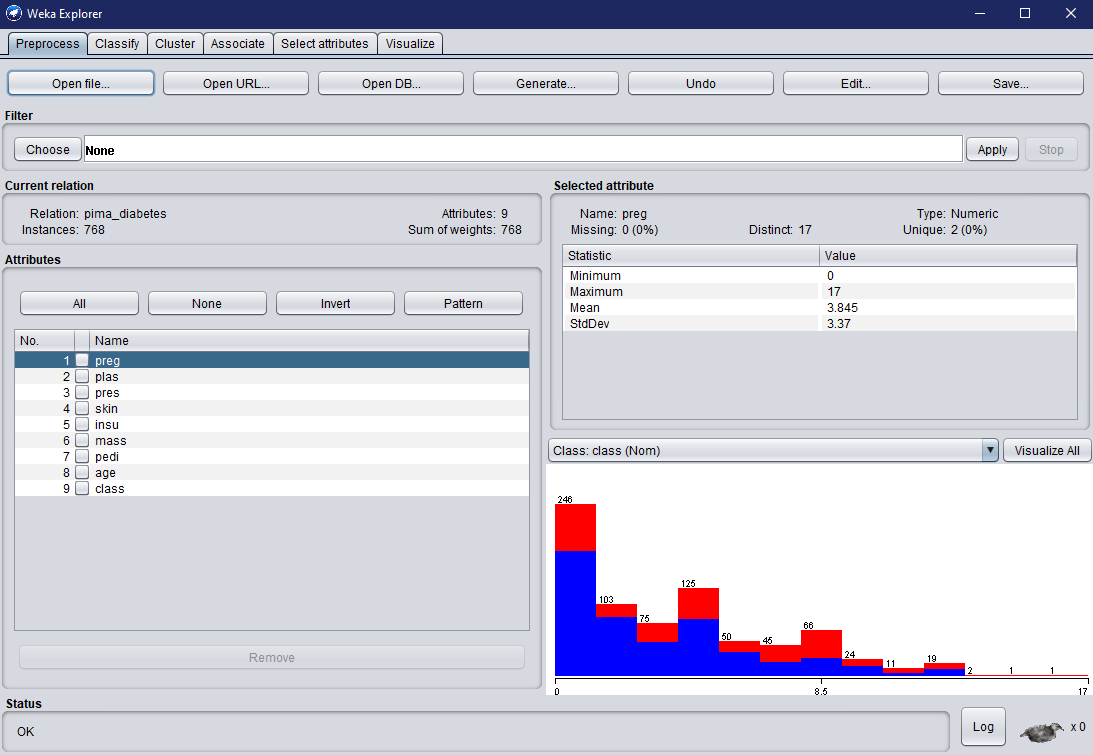 Weka Explorer
Preprocess Classify Cluster Associate Select attributes Visualize
Open file... Open URL... Open DB... Generate... Undo Edit... Save...
Filter
Choose None Apply Stop
Current relation
Relation: pima_diabetes Attributes: 9
Instances: 768 Sum of weights: 768
Attributes
All None Invert Pattern
No. Name
1 preg
2 plas
3 pres
4 skin
5 insu
6 mass
7 pedi
8 age
9 class
Remove
Selected attribute
Name: preg Type: Numeric
Missing: 0 (0%) Distinct: 17 Unique: 2 (0%)
Statistic Value
Minimum 0
Maximum 17
Mean 3.845
StdDev 3.37
Class: class (Nom) Visualize All
246
103
75
125
50
45
66
24
11
19
2
1
1
0 8.5 17
Status
OK
Log x 0